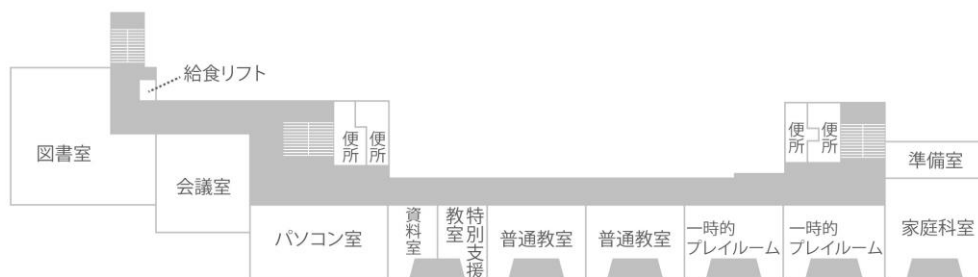 給食リフト
図書室
会議室
便所
便所
便所
便所
準備室
パソコン室
資料室
特別支援
教室
普通教室
普通教室
一時的
プレイルーム
一時的
プレイルーム
家庭科室